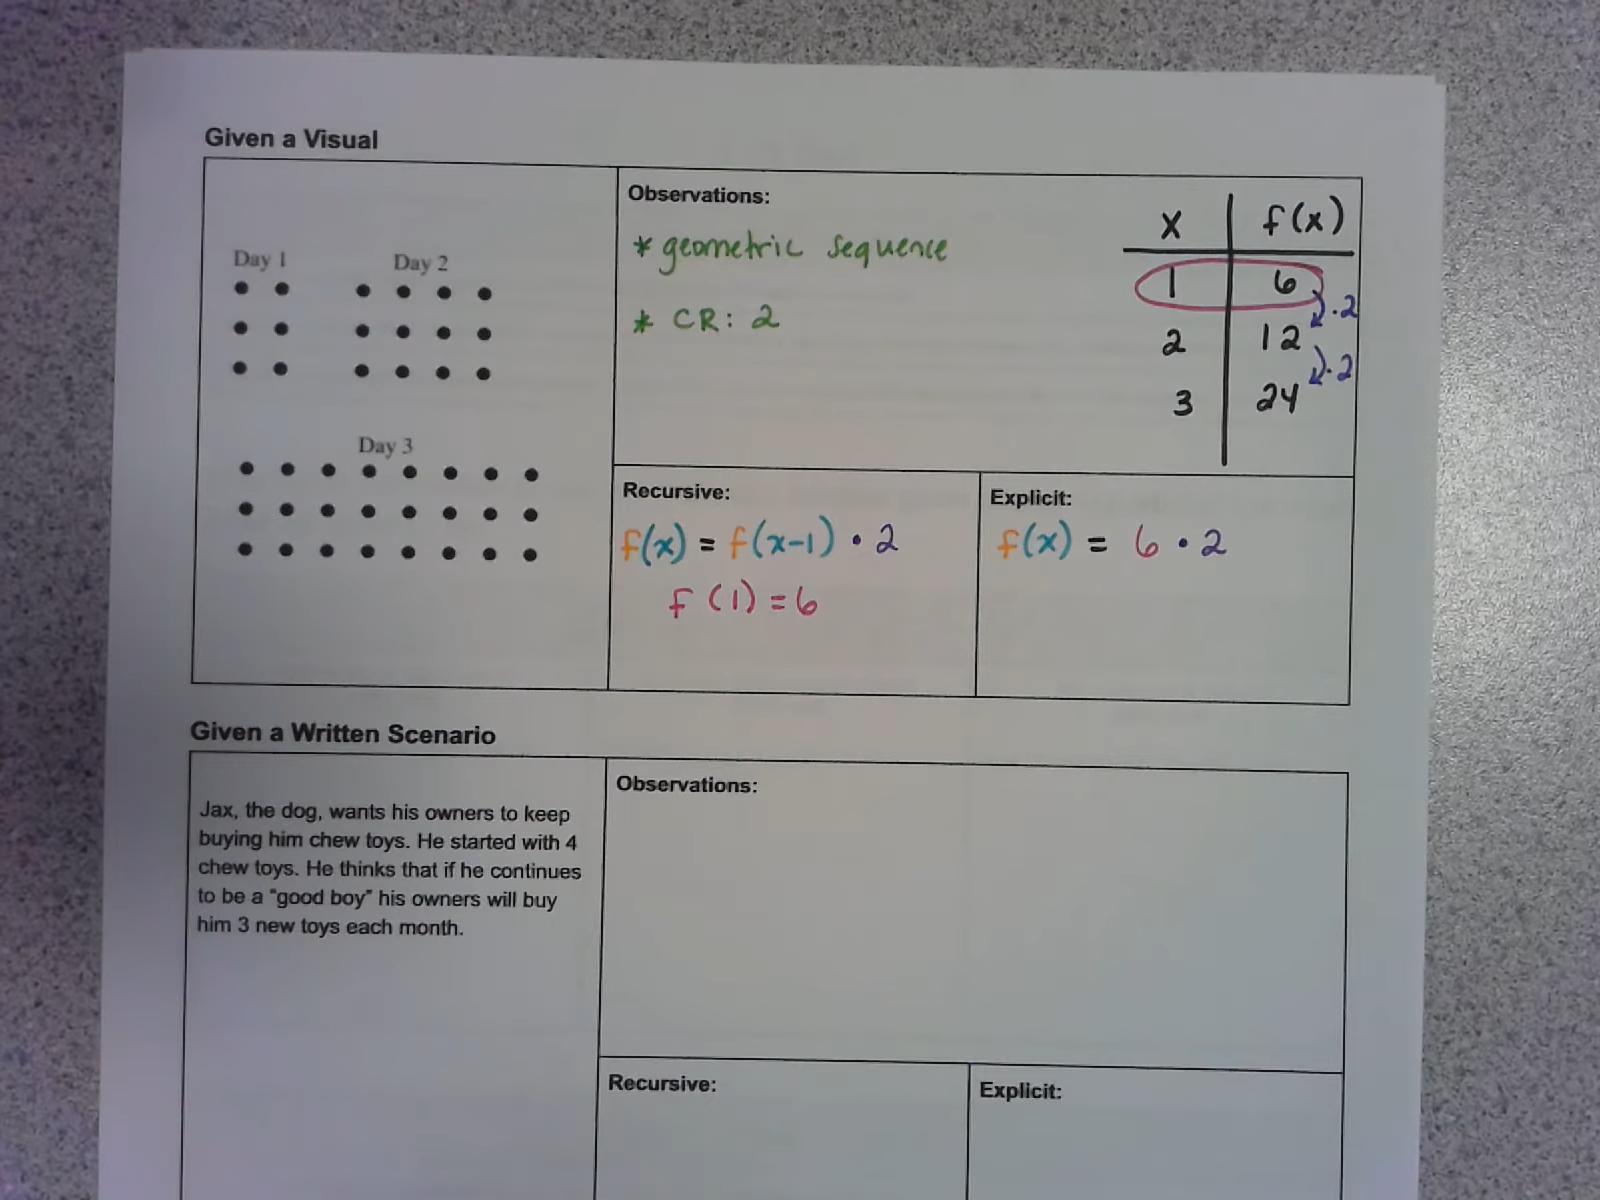 Given a Visual
Day 1
Day 2
Day 3
Observations:
* geometric sequence
* CR: 2
x f(x)
1 6
·2
2 12
·2
3 24
Recursive:
f(x) = f(x-1) · 2
f(1) = 6
Explicit:
f(x) = 6 · 2
Given a Written Scenario
Jax, the dog, wants his owners to keep
buying him chew toys. He started with 4
chew toys. He thinks that if he continues
to be a “good boy” his owners will buy
him 3 new toys each month.
Observations:
Recursive:
Explicit: